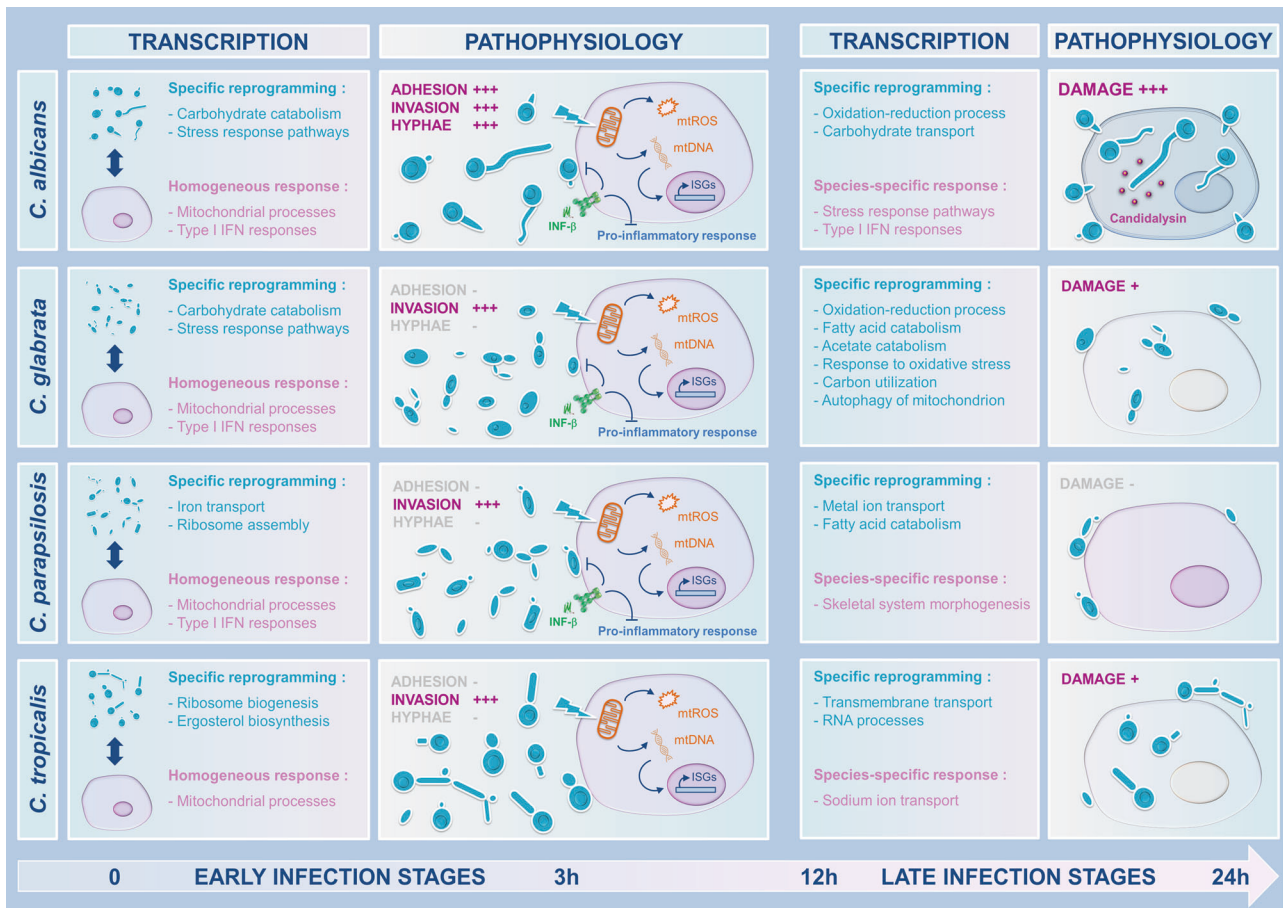 TRANSCRIPTION
PATHOPHYSIOLOGY
TRANSCRIPTION
PATHOPHYSIOLOGY
C. albicans
Specific reprogramming :
- Carbohydrate catabolism
- Stress response pathways
Homogeneous response :
- Mitochondrial processes
- Type I IFN responses
ADHESION +++
INVASION +++
HYPHAE +++
mtROS
mtDNA
ISGs
INF-β
Pro-inflammatory response
Specific reprogramming :
- Oxidation-reduction process
- Carbohydrate transport
Species-specific response :
- Stress response pathways
- Type I IFN responses
DAMAGE +++
Candidalysin
C. glabrata
Specific reprogramming :
- Carbohydrate catabolism
- Stress response pathways
Homogeneous response :
- Mitochondrial processes
- Type I IFN responses
ADHESION -
INVASION +++
HYPHAE -
mtROS
mtDNA
ISGs
INF-β
Pro-inflammatory response
Specific reprogramming :
- Oxidation-reduction process
- Fatty acid catabolism
- Acetate catabolism
- Response to oxidative stress
- Carbon utilization
- Autophagy of mitochondrion
DAMAGE +
C. parapsilosis
Specific reprogramming :
- Iron transport
- Ribosome assembly
Homogeneous response :
- Mitochondrial processes
- Type I IFN responses
ADHESION -
INVASION +++
HYPHAE -
mtROS
mtDNA
ISGs
INF-β
Pro-inflammatory response
Specific reprogramming :
- Metal ion transport
- Fatty acid catabolism
Species-specific response :
- Skeletal system morphogenesis
DAMAGE -
C. tropicalis
Specific reprogramming :
- Ribosome biogenesis
- Ergosterol biosynthesis
Homogeneous response :
- Mitochondrial processes
ADHESION -
INVASION +++
HYPHAE -
mtROS
mtDNA
ISGs
Specific reprogramming :
- Transmembrane transport
- RNA processes
Species-specific response :
- Sodium ion transport
DAMAGE +
0 EARLY INFECTION STAGES 3h 12h LATE INFECTION STAGES 24h